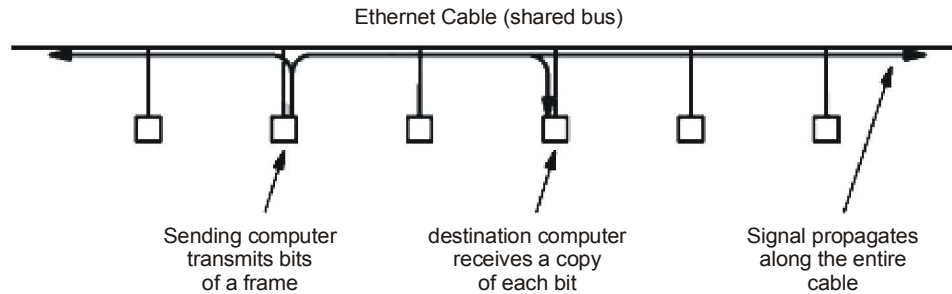 Ethernet Cable (shared bus)
Sending computer
transmits bits
of a frame
destination computer
receives a copy
of each bit
Signal propagates
along the entire
cable